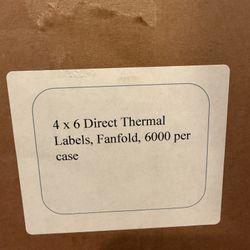 4 x 6 Direct Thermal
Labels, Fanfold, 6000 per
case